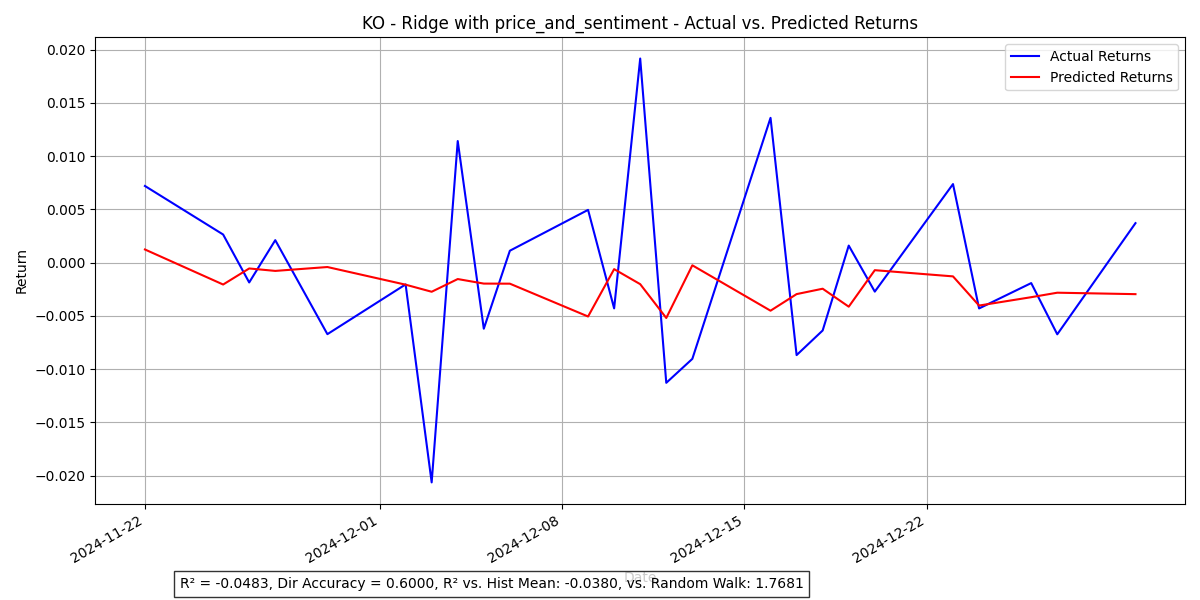 KO - Ridge with price_and_sentiment - Actual vs. Predicted Returns
Actual Returns
Predicted Returns
0.020
0.015
0.010
0.005
0.000
−0.005
−0.010
−0.015
−0.020
Return
2024-11-22
2024-12-01
2024-12-08
2024-12-15
2024-12-22
Date
R² = -0.0483, Dir Accuracy = 0.6000, R² vs. Hist Mean: -0.0380, vs. Random Walk: 1.7681